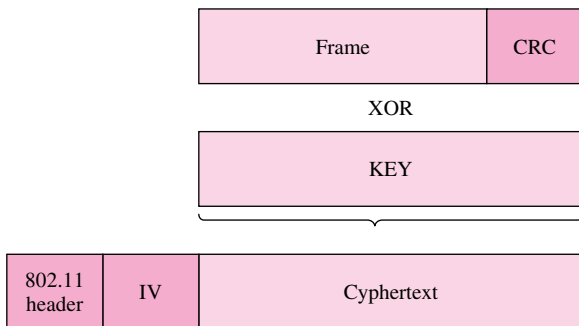 Frame
CRC
XOR
KEY
802.11
header
IV
Cyphertext